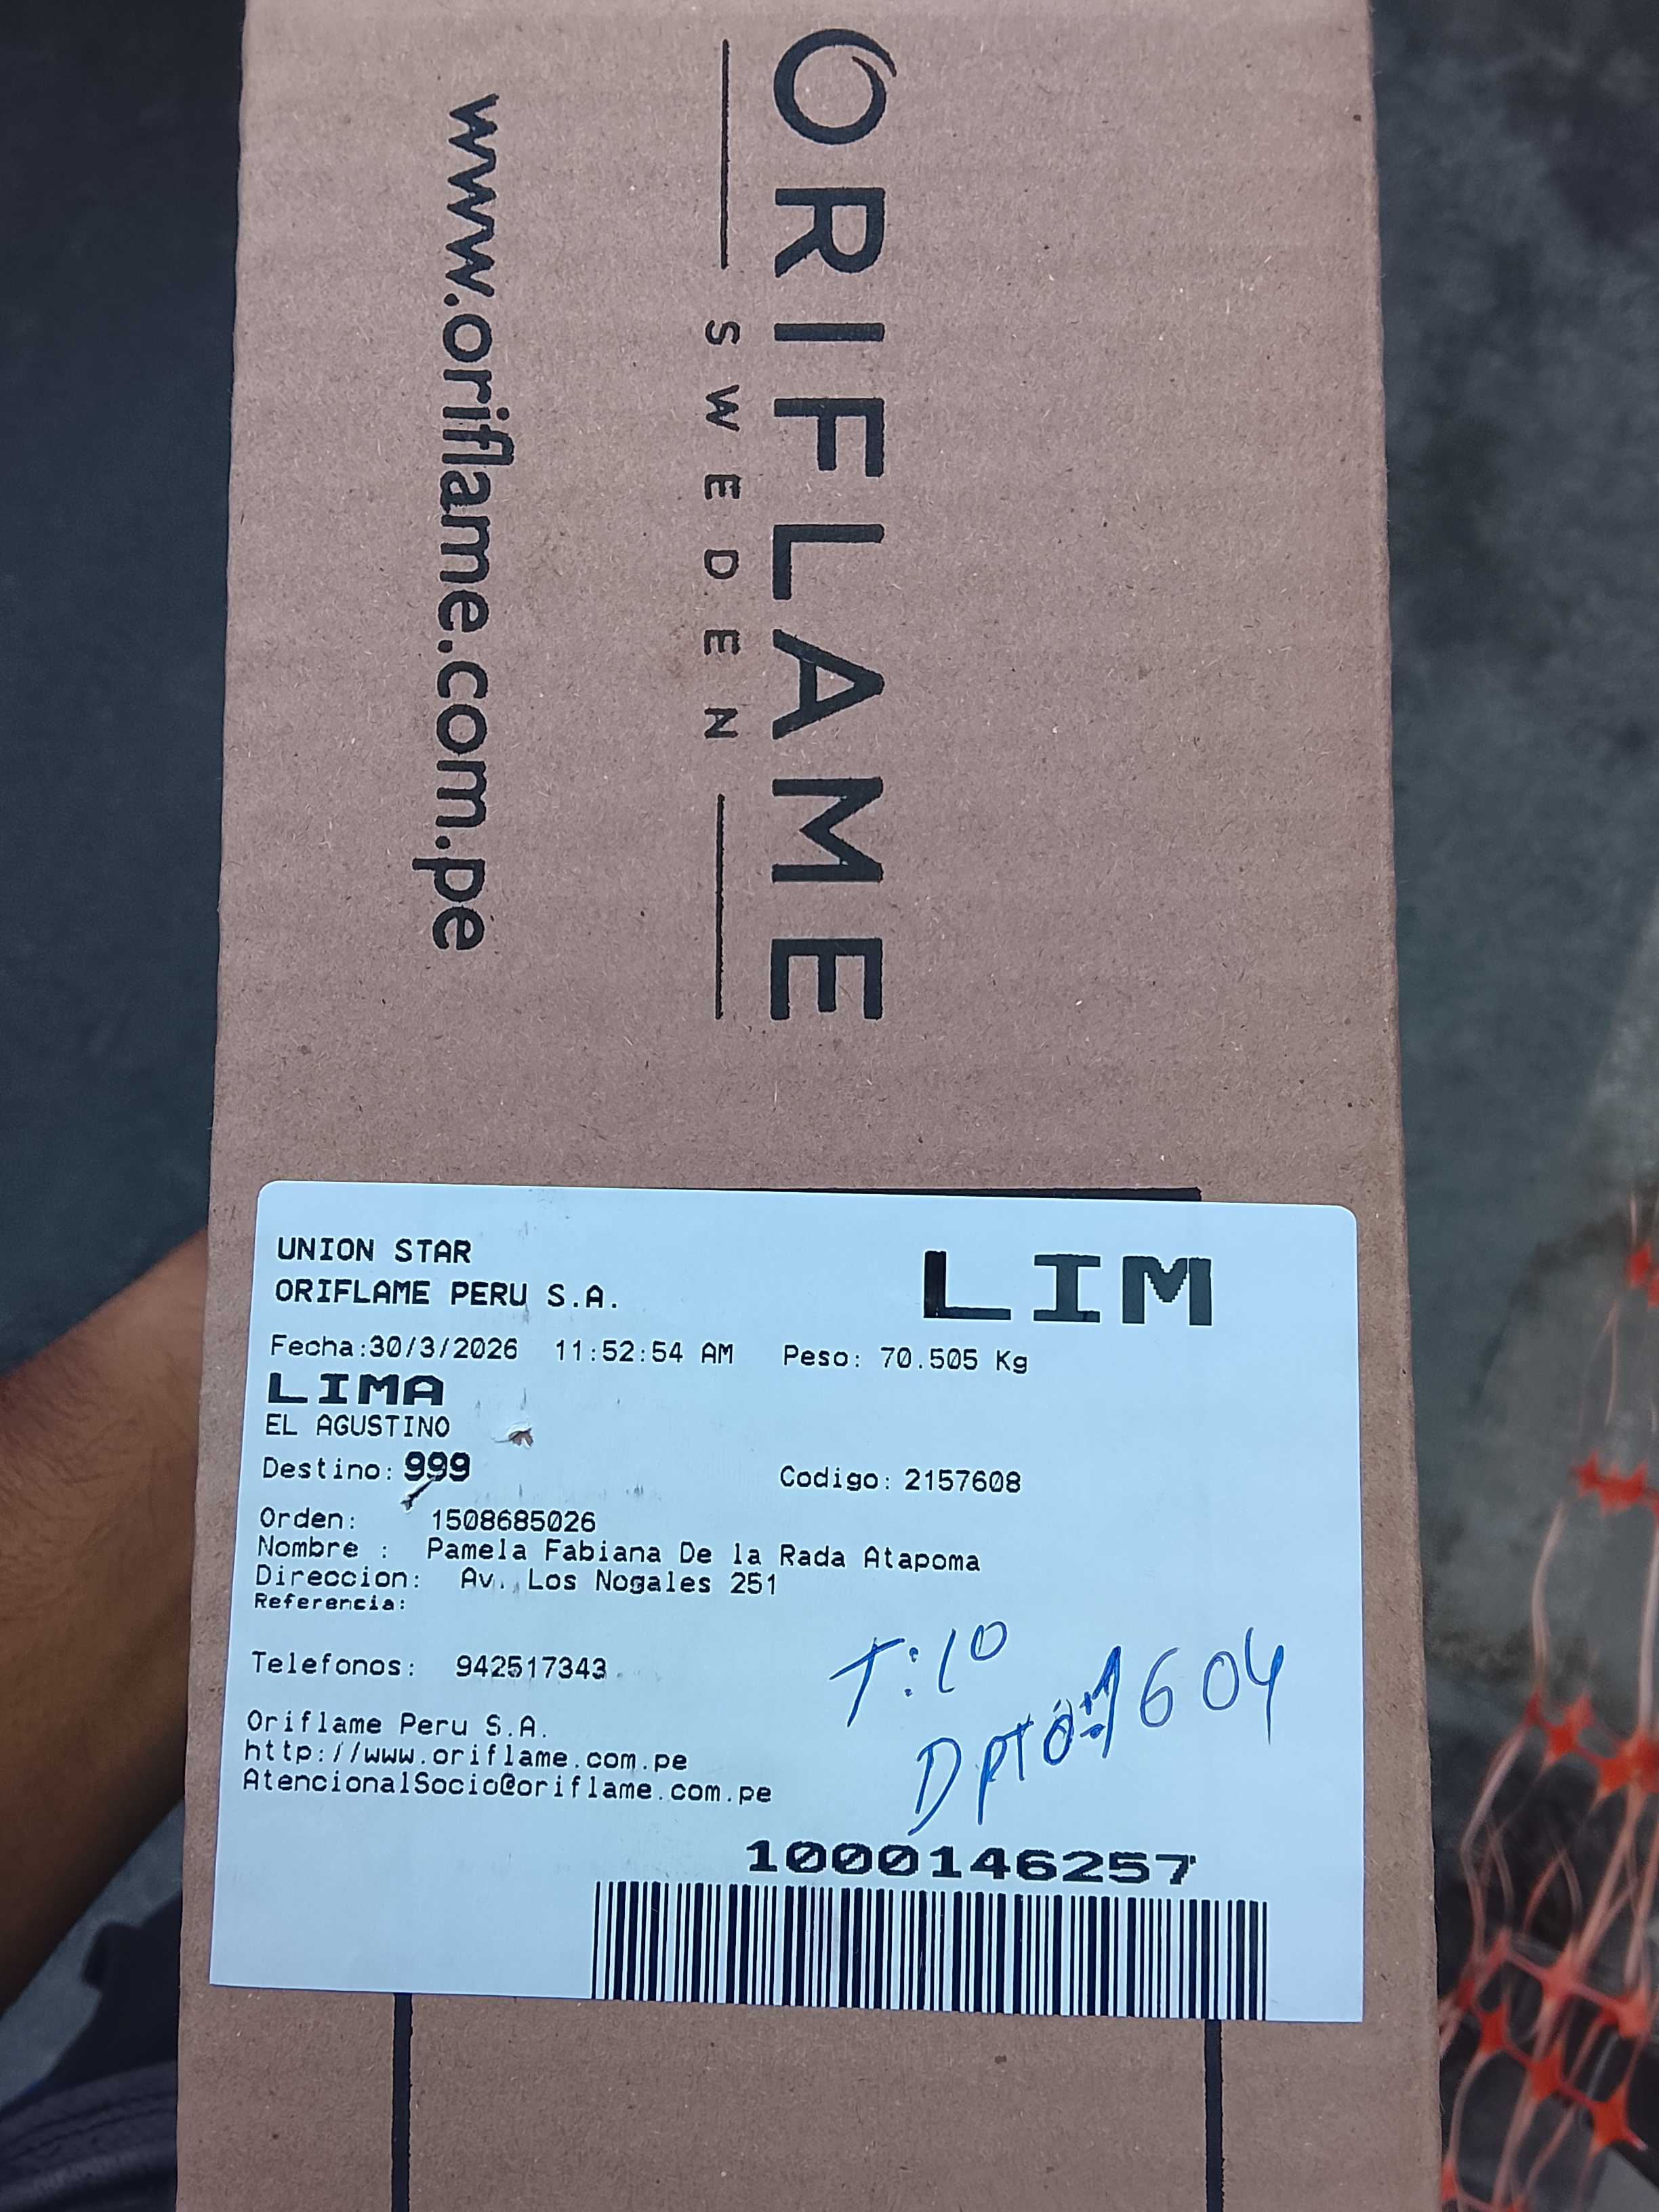 ORIFLAME
SWEDEN
www.oriflame.com.pe
UNION STAR
ORIFLAME PERU S.A.
LIM
Fecha:30/3/2026 11:52:54 AM Peso: 70.505 Kg
LIMA
EL AGUSTINO
Destino: 999 Codigo: 2157608
Orden: 1508685026
Nombre : Pamela Fabiana De la Rada Atapoma
Direccion: Av. Los Nogales 251
Referencia:
Telefonos: 942517343
T:10
DPTO: 1604
Oriflame Peru S.A.
http://www.oriflame.com.pe
AtencionalSocio@oriflame.com.pe
1000146257